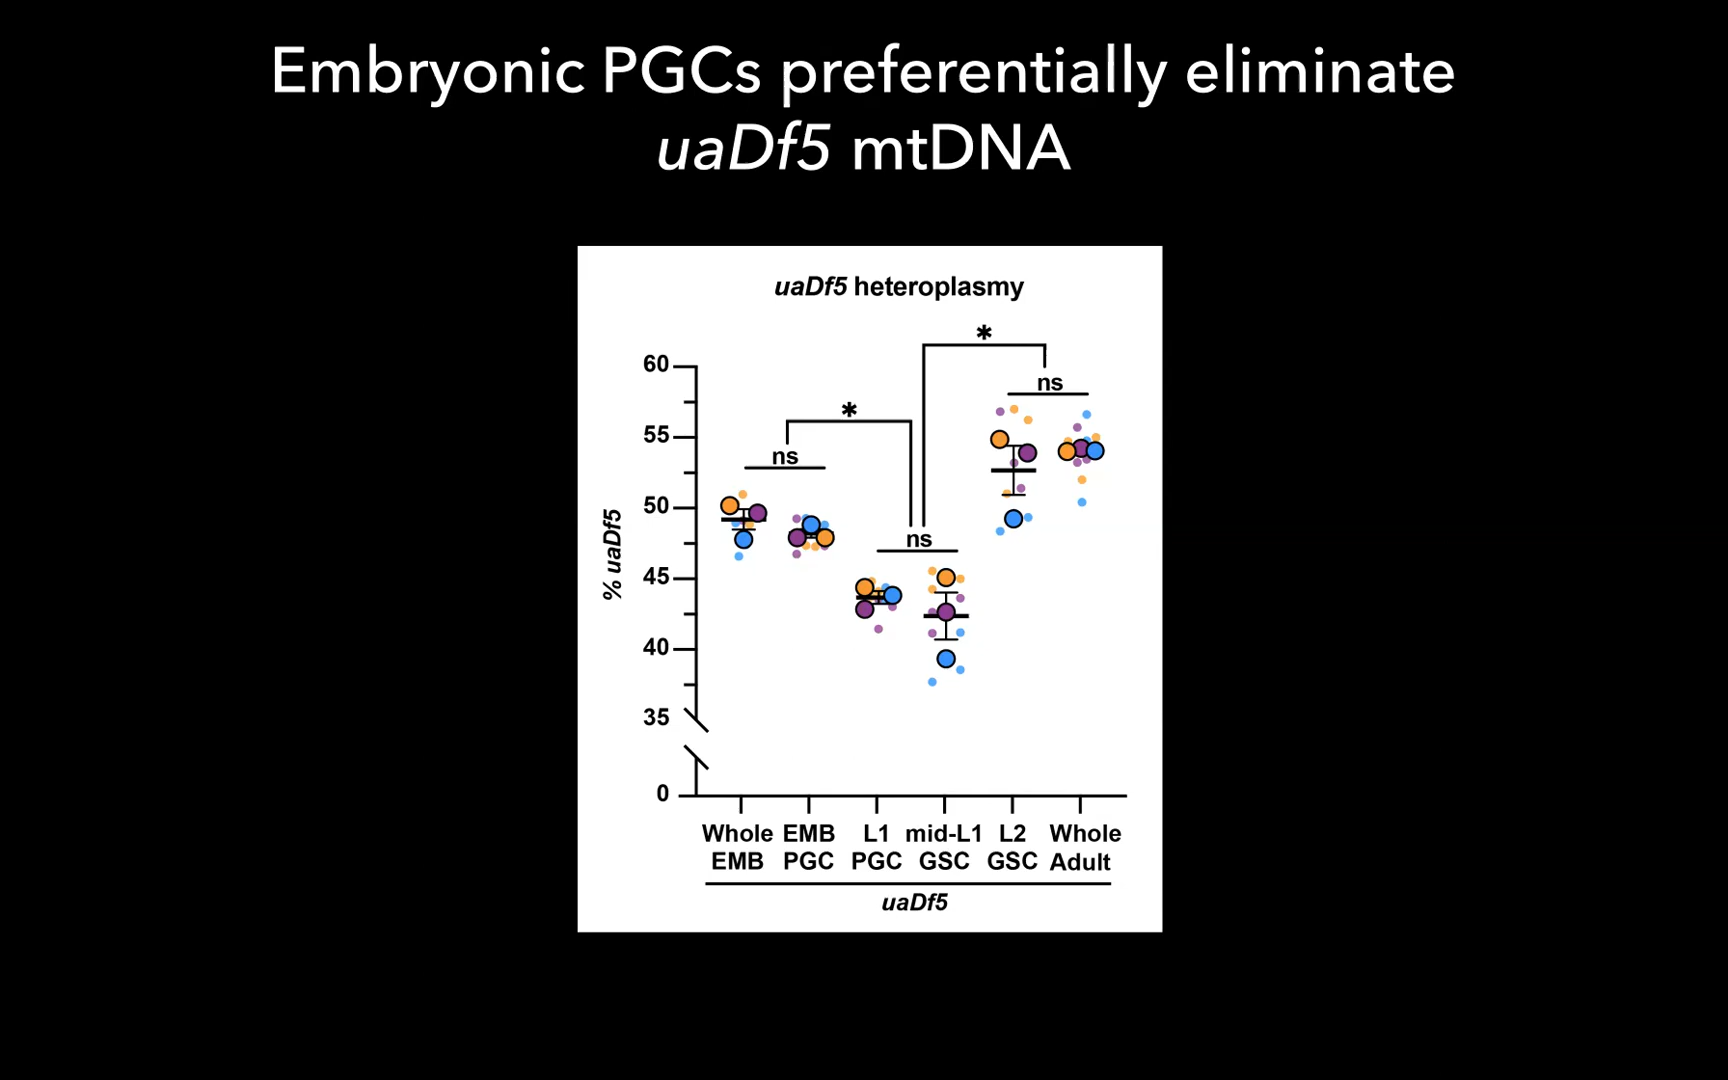 Embryonic PGCs preferentially eliminate
uaDf5 mtDNA
uaDf5 heteroplasmy
*
60
ns
*
55
ns
50
ns
% uaDf5
45
40
35
0
Whole EMB L1 mid-L1 L2 Whole
EMB PGC PGC GSC GSC Adult
uaDf5